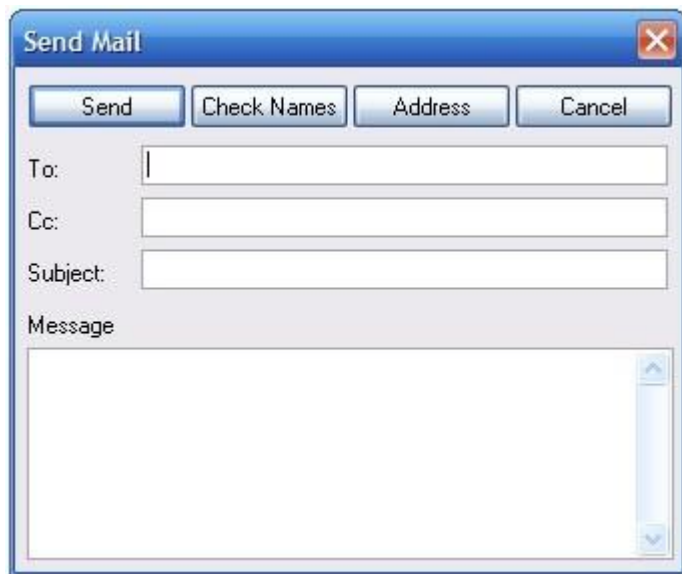 Send Mail
Send Check Names Address Cancel
To:
Cc:
Subject:
Message